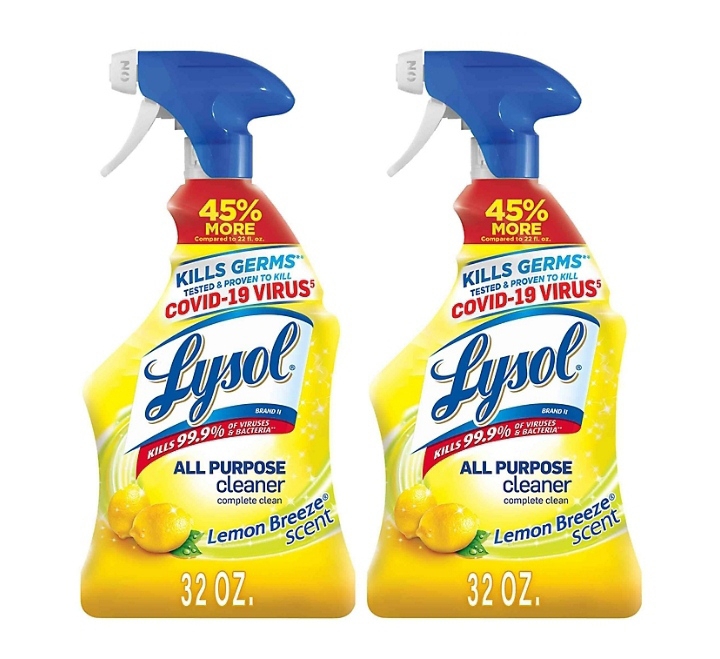 45%
MORE
Compared to 22 fl. oz.
KILLS GERMS**
TESTED & PROVEN TO KILL
COVID-19 VIRUS5
Lysol®
BRAND II
KILLS 99.9% OF VIRUSES
& BACTERIA**
ALL PURPOSE
cleaner
complete clean
Lemon Breeze®
scent
32 OZ.
45%
MORE
Compared to 22 fl. oz.
KILLS GERMS**
TESTED & PROVEN TO KILL
COVID-19 VIRUS5
Lysol®
BRAND II
KILLS 99.9% OF VIRUSES
& BACTERIA**
ALL PURPOSE
cleaner
complete clean
Lemon Breeze®
scent
32 OZ.